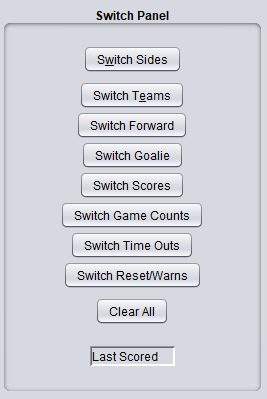 Switch Panel
Switch Sides
Switch Teams
Switch Forward
Switch Goalie
Switch Scores
Switch Game Counts
Switch Time Outs
Switch Reset/Warns
Clear All
Last Scored